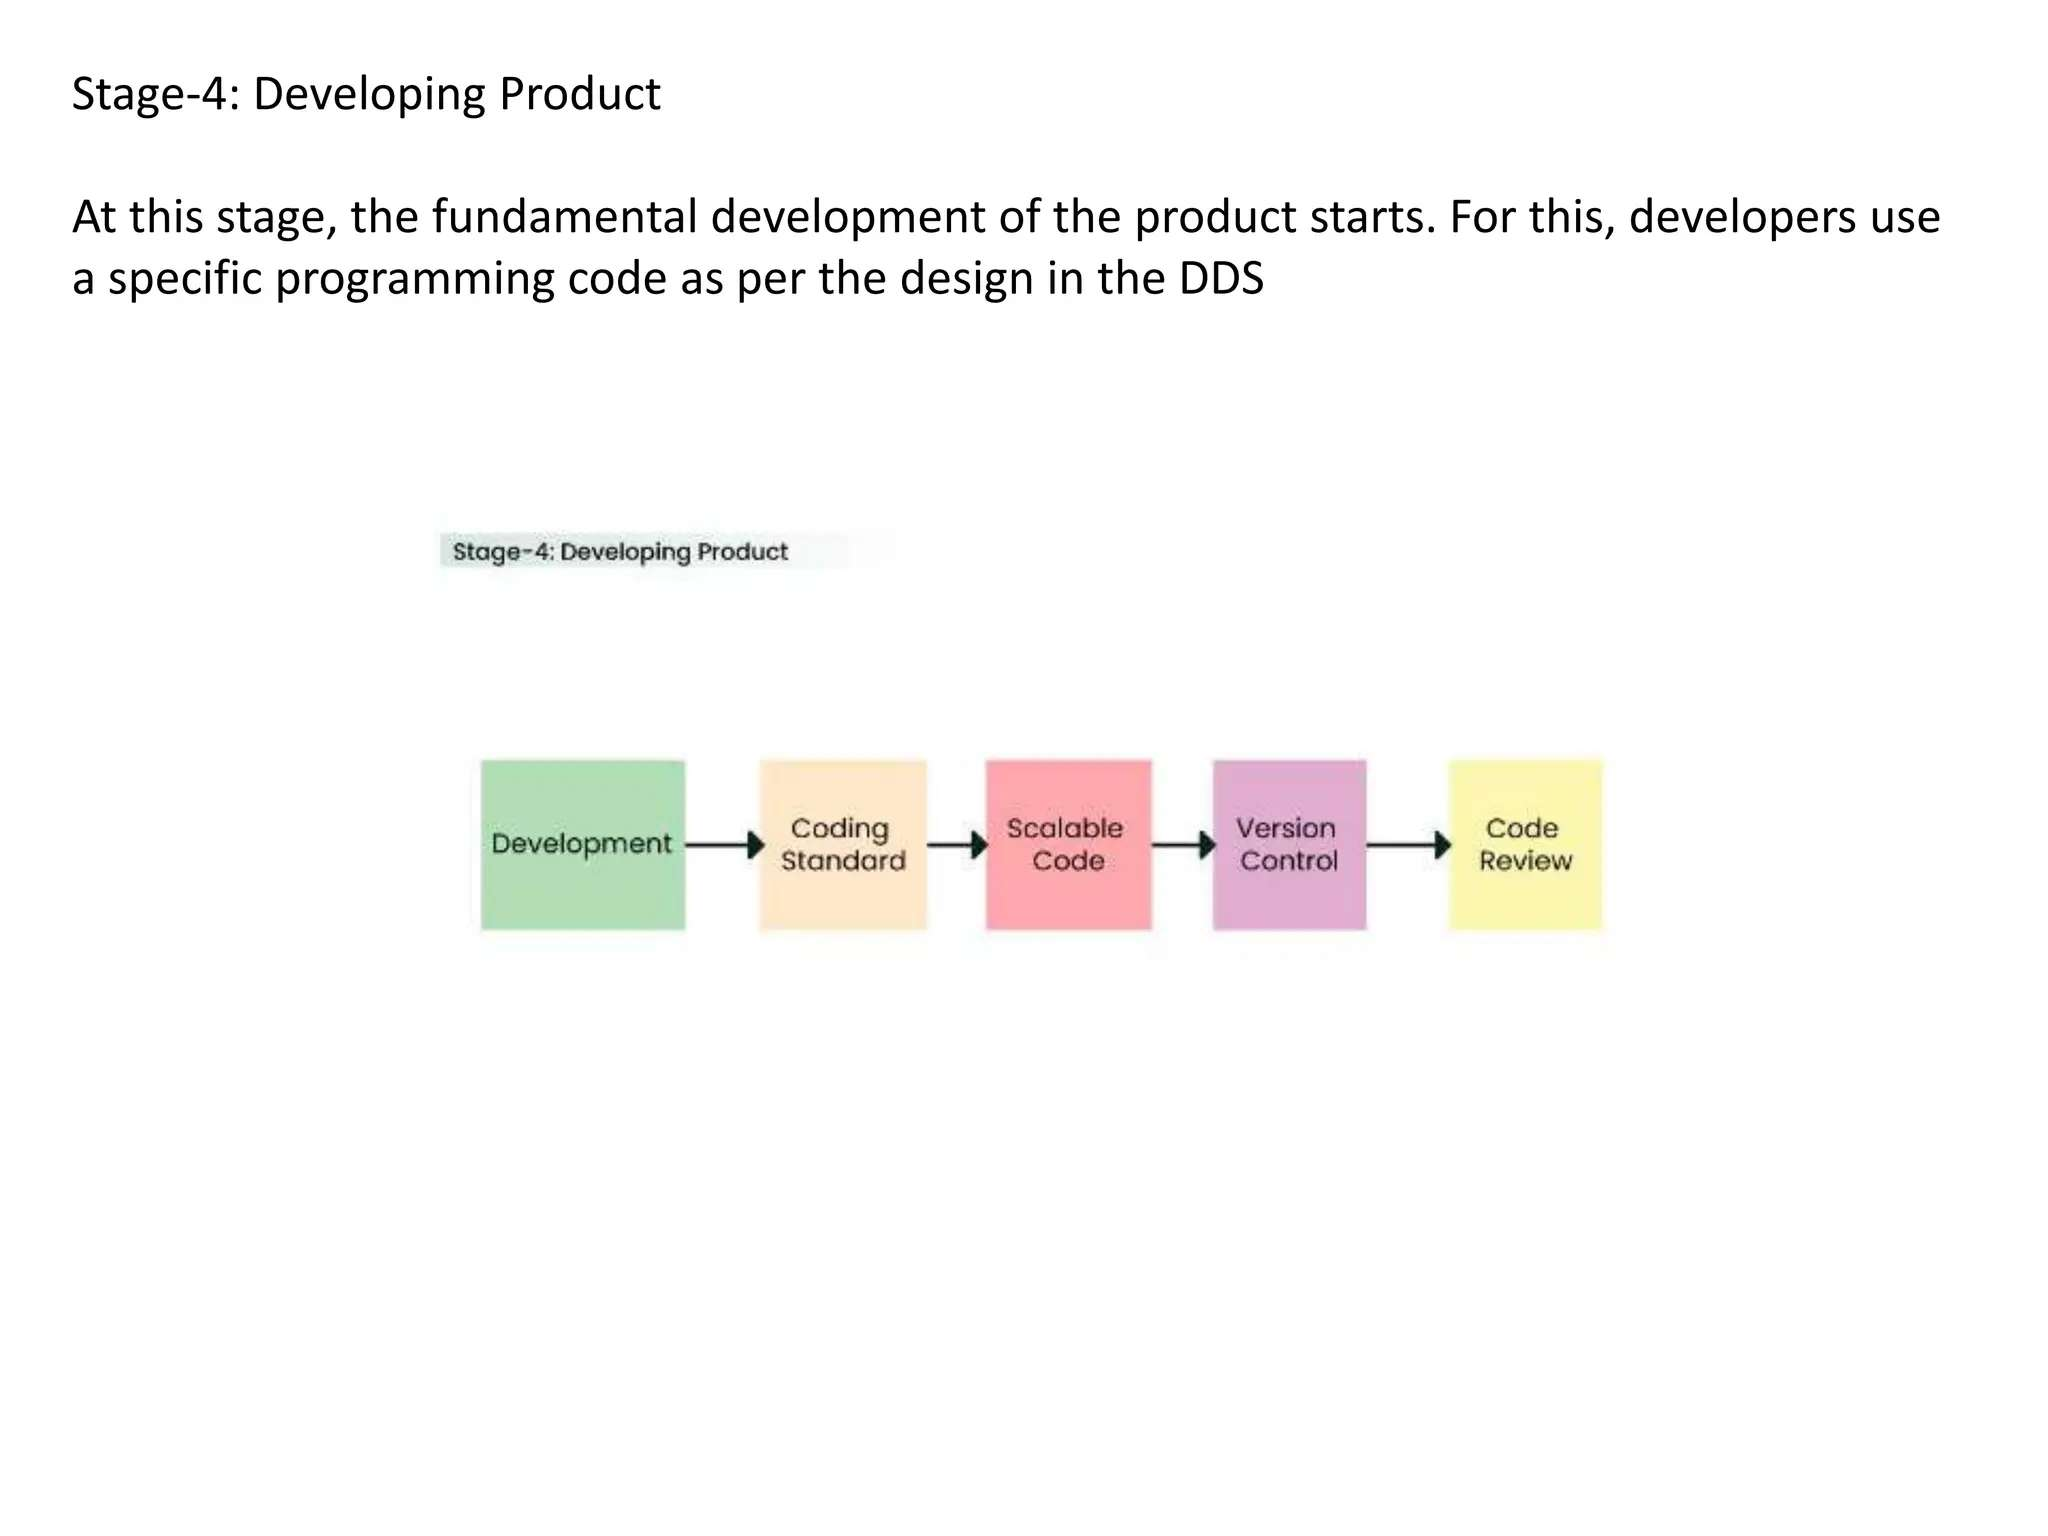 Stage-4: Developing Product
At this stage, the fundamental development of the product starts. For this, developers use
a specific programming code as per the design in the DDS
Stage-4: Developing Product
Development
Coding
Standard
Scalable
Code
Version
Control
Code
Review